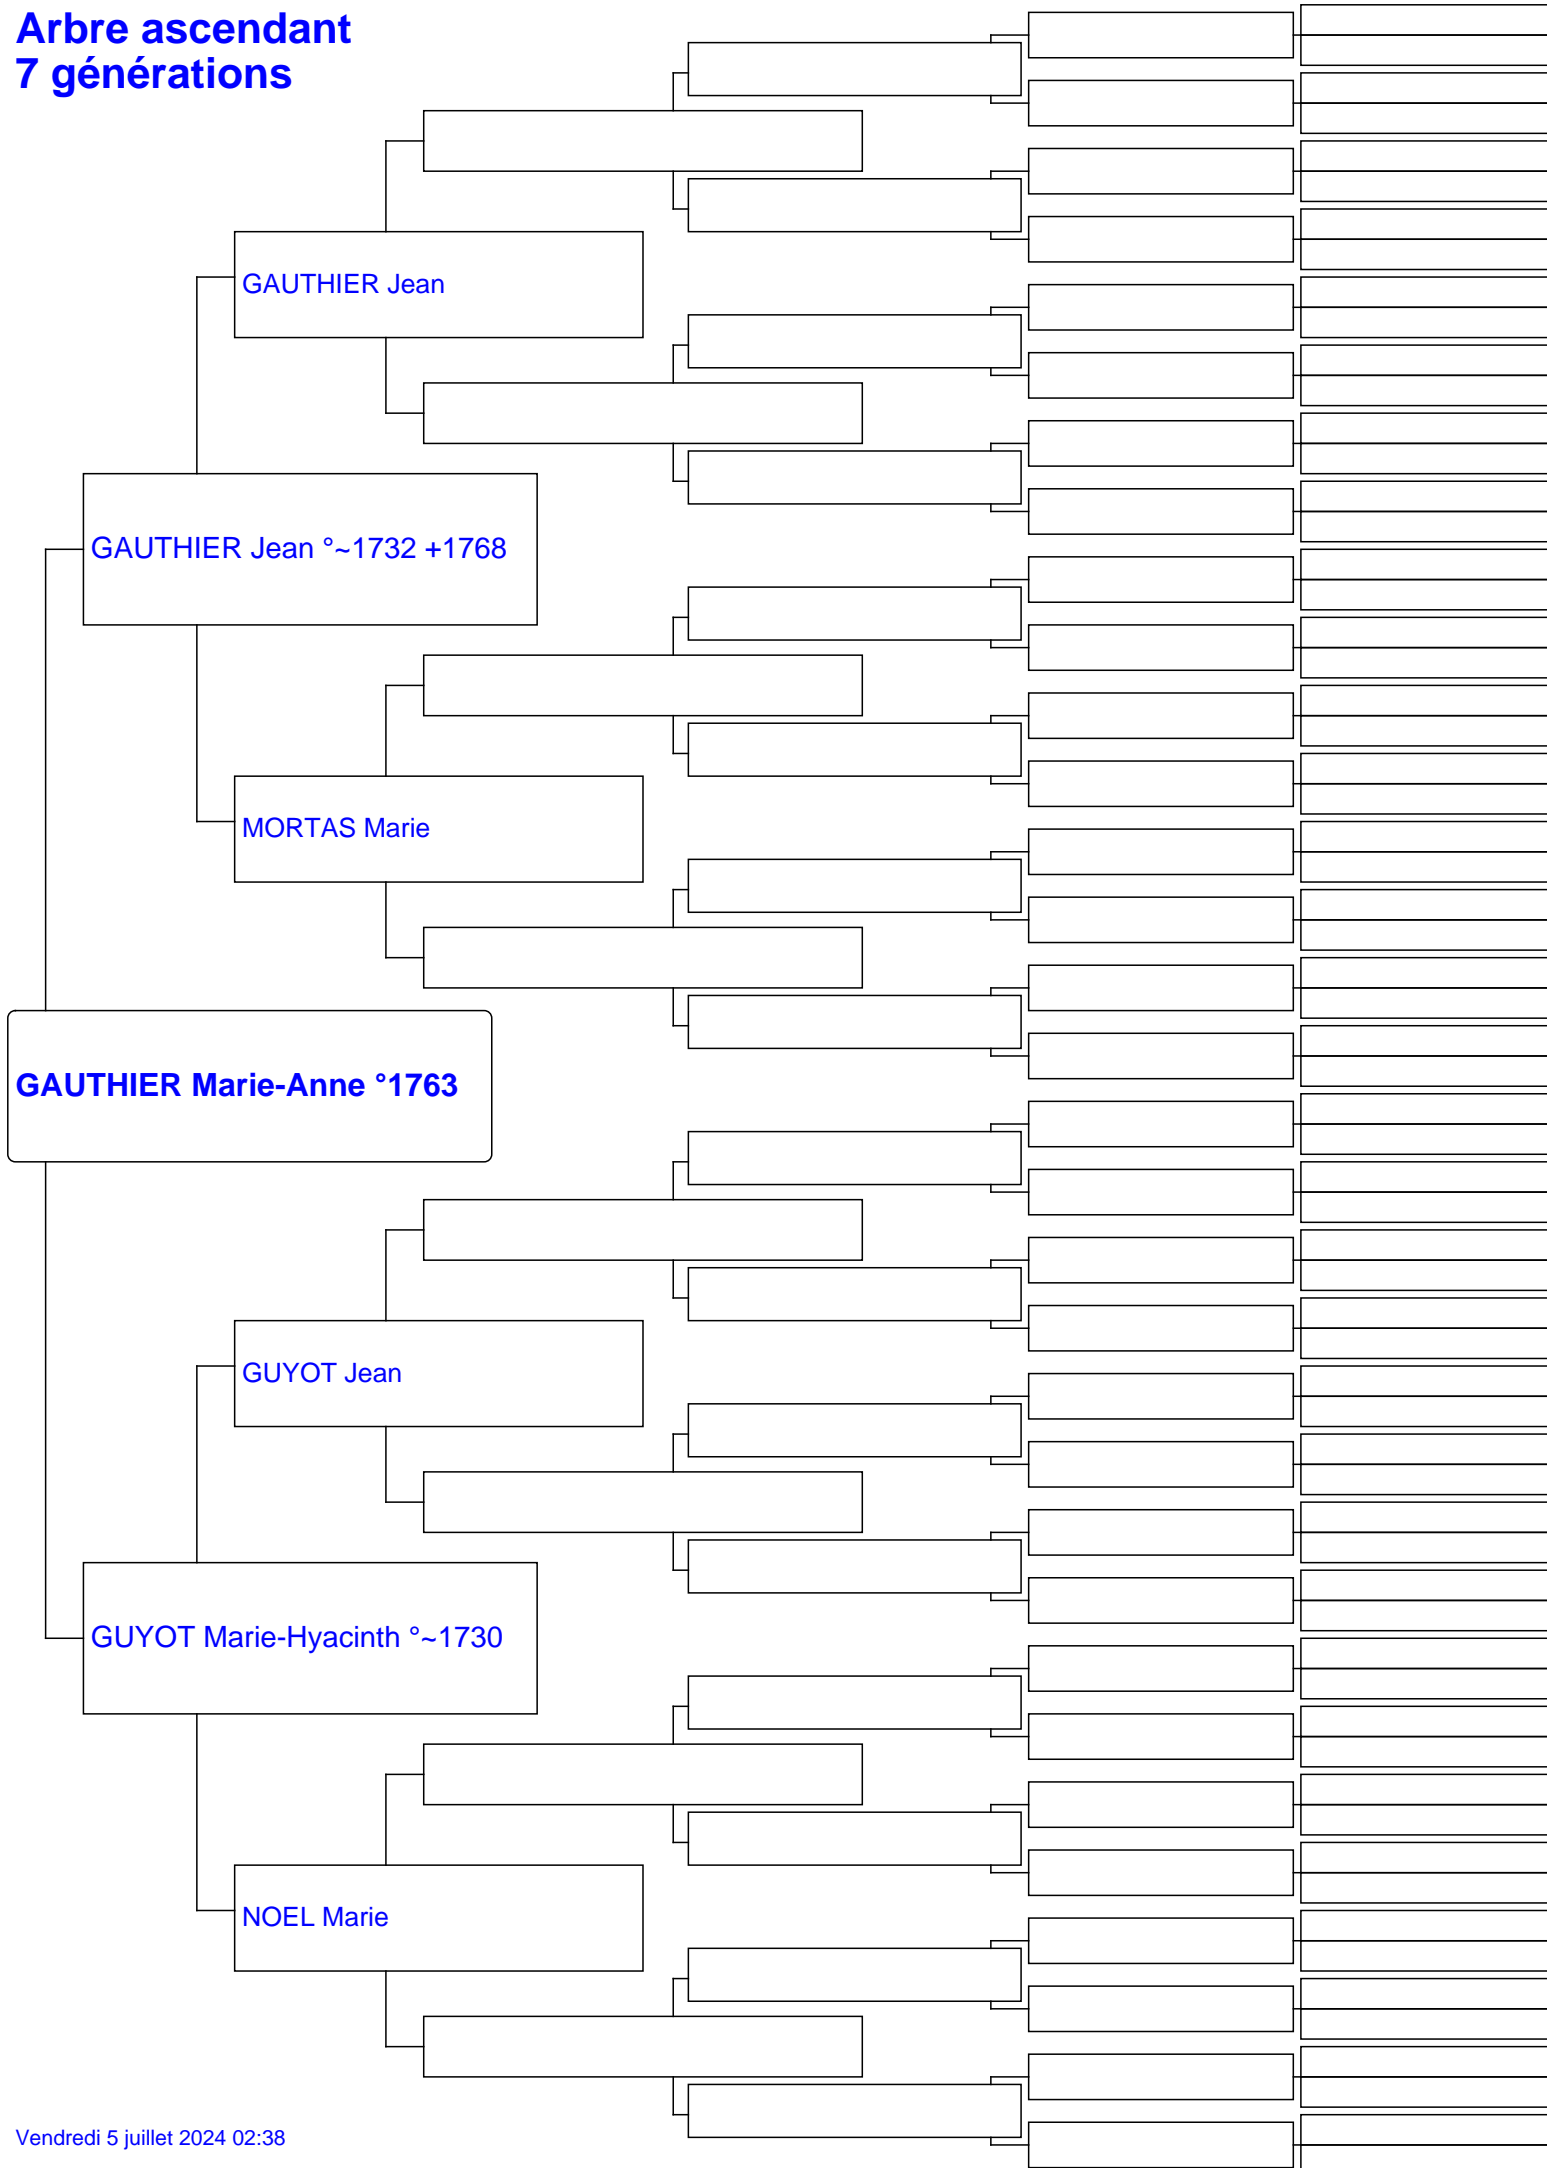 Arbre ascendant
7 générations
GAUTHIER Jean
GAUTHIER Jean °~1732 +1768
MORTAS Marie
GAUTHIER Marie-Anne °1763
GUYOT Jean
GUYOT Marie-Hyacinth °~1730
NOEL Marie
Vendredi 5 juillet 2024 02:38